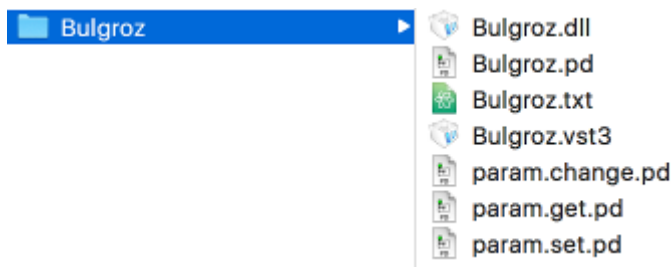 Bulgroz
Bulgroz.dll
Bulgroz.pd
Bulgroz.txt
Bulgroz.vst3
param.change.pd
param.get.pd
param.set.pd